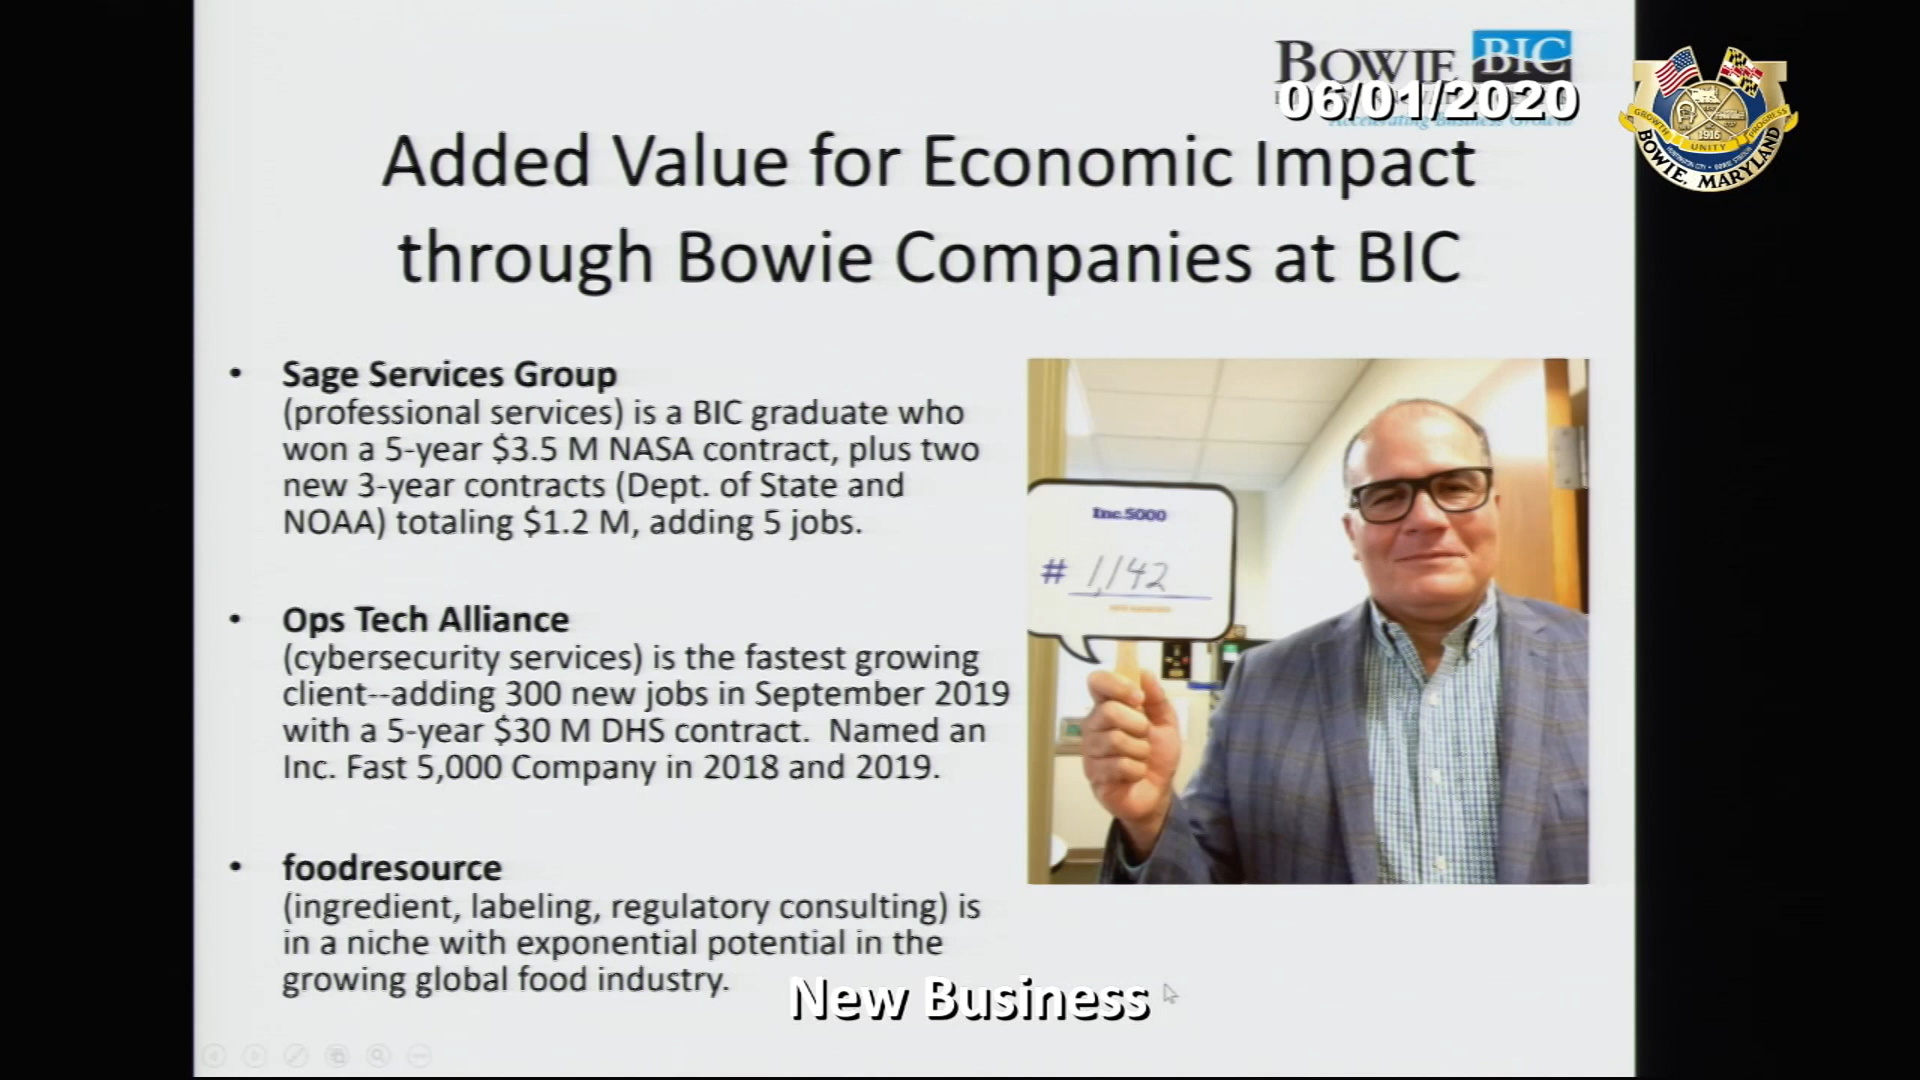 BOWIE BIC
06/01/2020
Accelerating Business Growth
GROWTH
PROGRESS
1916
UNITY
BOWIE, MARYLAND
Added Value for Economic Impact
through Bowie Companies at BIC
• Sage Services Group
(professional services) is a BIC graduate who
won a 5-year $3.5 M NASA contract, plus two
new 3-year contracts (Dept. of State and
NOAA) totaling $1.2 M, adding 5 jobs.
• Ops Tech Alliance
(cybersecurity services) is the fastest growing
client--adding 300 new jobs in September 2019
with a 5-year $30 M DHS contract. Named an
Inc. Fast 5,000 Company in 2018 and 2019.
• foodresource
(ingredient, labeling, regulatory consulting) is
in a niche with exponential potential in the
growing global food industry.
Inc.5000
# 1,142
New Business